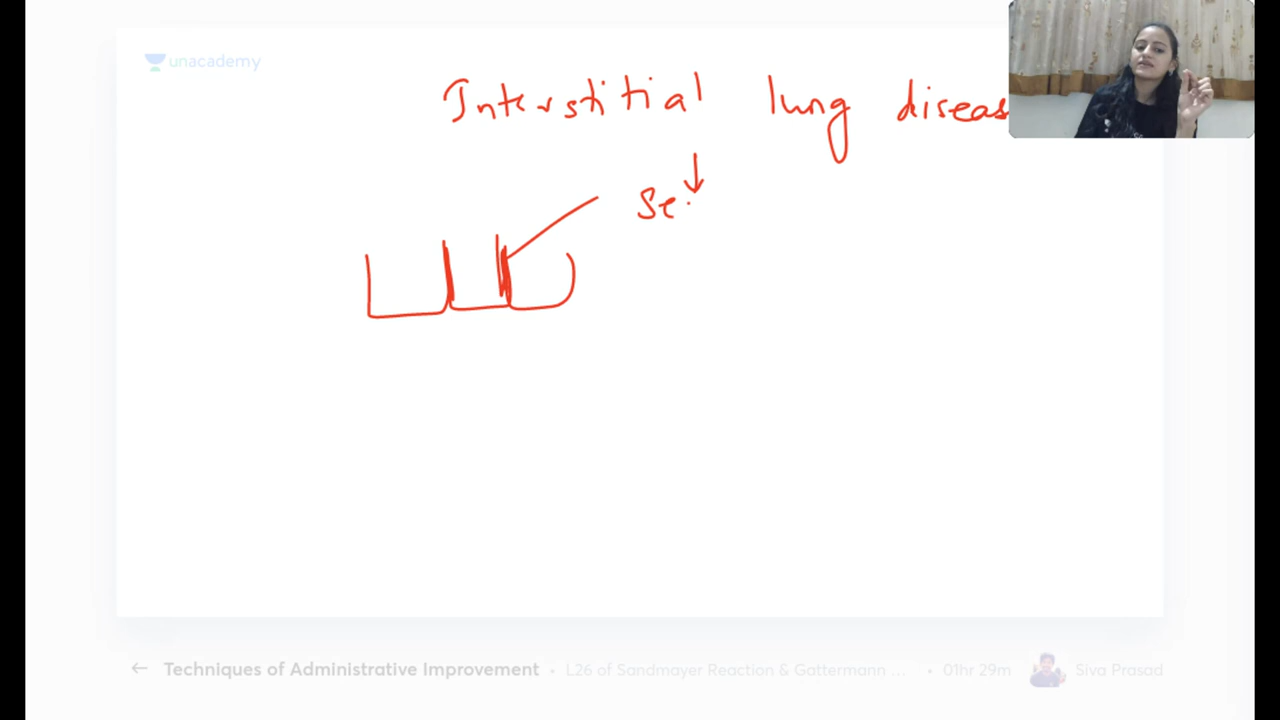 unacademy
Interstitial lung diseas
Se.
Techniques of Administrative Improvement • L26 of Sandmayer Reaction & Gattermann ... • 01hr 29m Siva Prasad